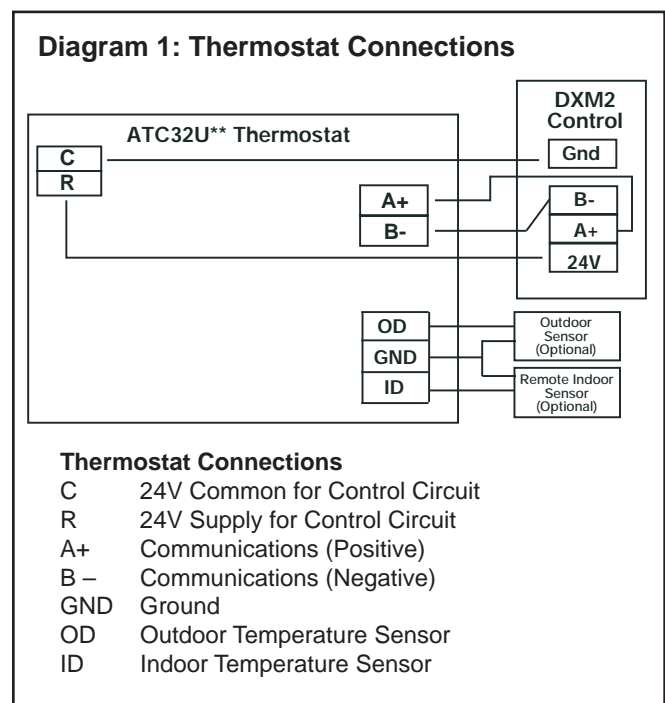 Diagram 1: Thermostat Connections
ATC32U** Thermostat
C
R
A+
B-
OD
GND
ID
DXM2
Control
Gnd
B-
A+
24V
Outdoor
Sensor
(Optional)
Remote Indoor
Sensor
(Optional)
Thermostat Connections
C 24V Common for Control Circuit
R 24V Supply for Control Circuit
A+ Communications (Positive)
B – Communications (Negative)
GND Ground
OD Outdoor Temperature Sensor
ID Indoor Temperature Sensor